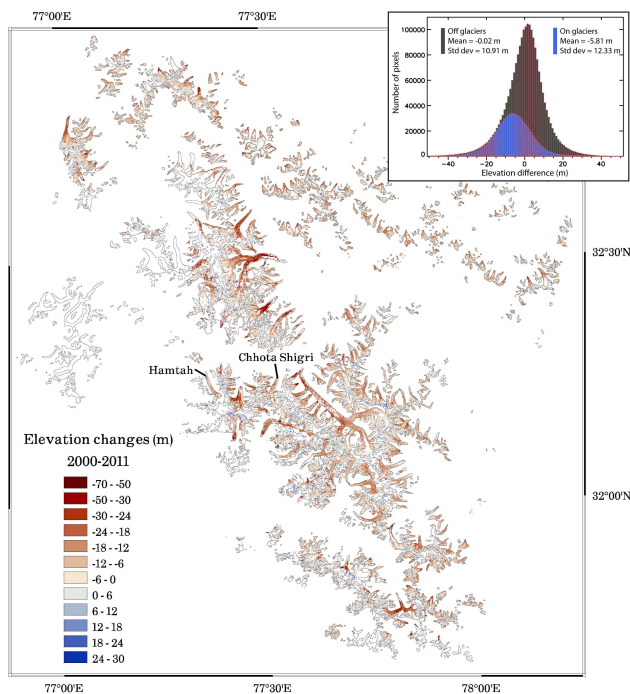 77°00'E
77°30'E
100000
80000
60000
40000
20000
0
Number of pixels
Off glaciers
Mean = -0.02 m
Std dev = 10.91 m
On glaciers
Mean = -5.81 m
Std dev = 12.33 m
-40
-20
0
20
40
Elevation difference (m)
32°30'N
Hamtah
Chhota Shigri
Elevation changes (m)
2000-2011
-70 - -50
-50 - -30
-30 - -24
-24 - -18
-18 - -12
-12 - -6
-6 - 0
0 - 6
6 - 12
12 - 18
18 - 24
24 - 30
32°00'N
77°00'E
77°30'E
78°00'E